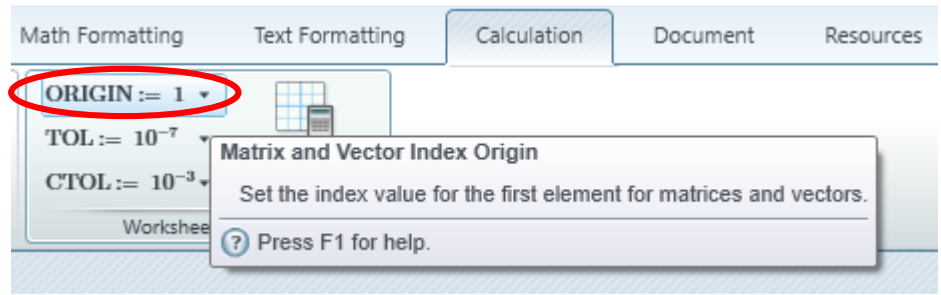 Math Formatting Text Formatting Calculation Document Resources
ORIGIN := 1
TOL := 10⁻⁷
CTOL := 10⁻³
Matrix and Vector Index Origin
Set the index value for the first element for matrices and vectors.
Press F1 for help.